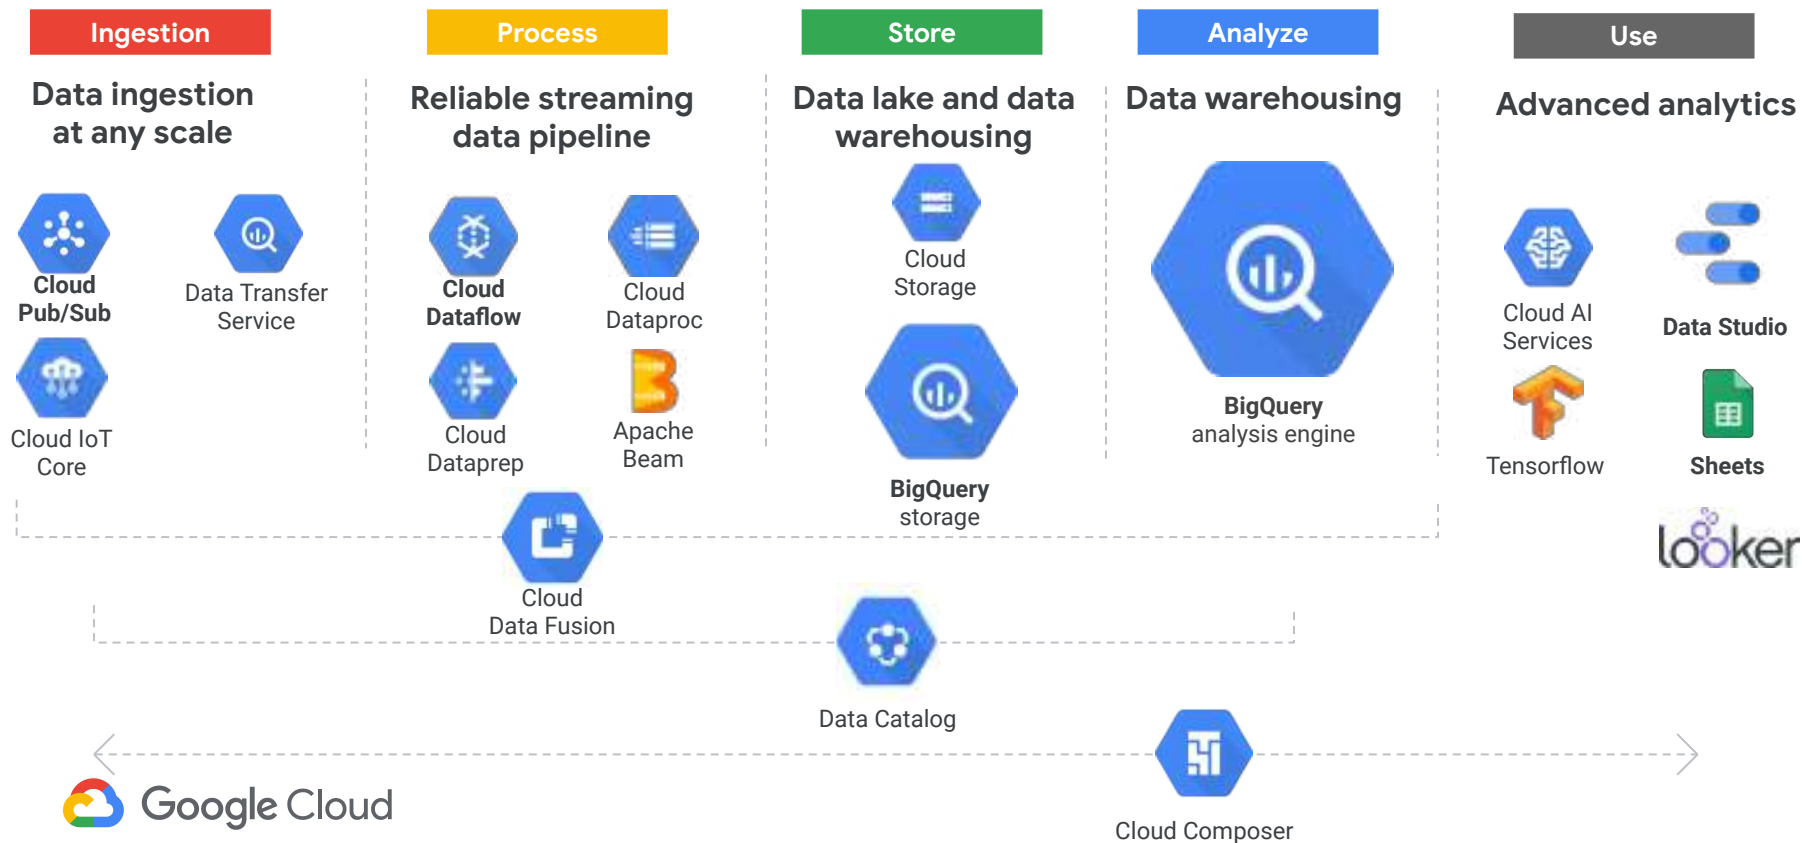 Ingestion
Process
Store
Analyze
Use
Data ingestion
at any scale
Reliable streaming
data pipeline
Data lake and data
warehousing
Data warehousing
Advanced analytics
Cloud
Pub/Sub
Data Transfer
Service
Cloud IoT
Core
Cloud
Dataflow
Cloud
Dataproc
Cloud
Dataprep
Apache
Beam
Cloud
Storage
BigQuery
storage
BigQuery
analysis engine
Cloud AI
Services
Data Studio
Tensorflow
Sheets
looker
Cloud
Data Fusion
Data Catalog
Cloud Composer
Google Cloud